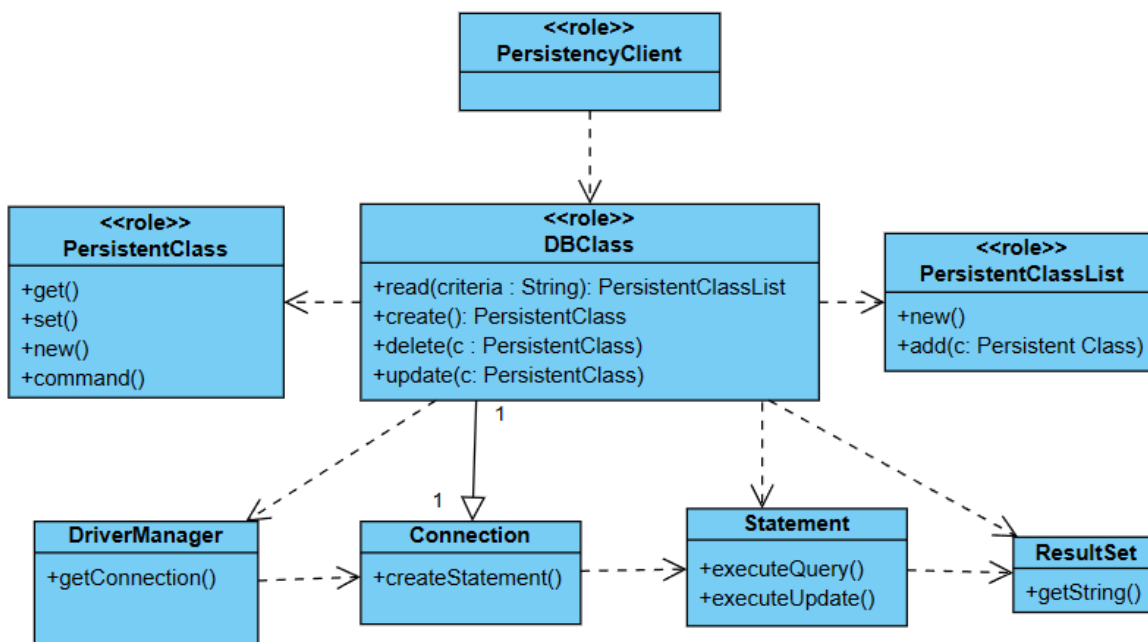 <<role>>
PersistencyClient
<<role>>
PersistentClass
+get()
+set()
+new()
+command()
<<role>>
DBClass
+read(criteria : String): PersistentClassList
+create(): PersistentClass
+delete(c : PersistentClass)
+update(c: PersistentClass)
<<role>>
PersistentClassList
+new()
+add(c: Persistent Class)
1
1
DriverManager
+getConnection()
Connection
+createStatement()
Statement
+executeQuery()
+executeUpdate()
ResultSet
+getString()